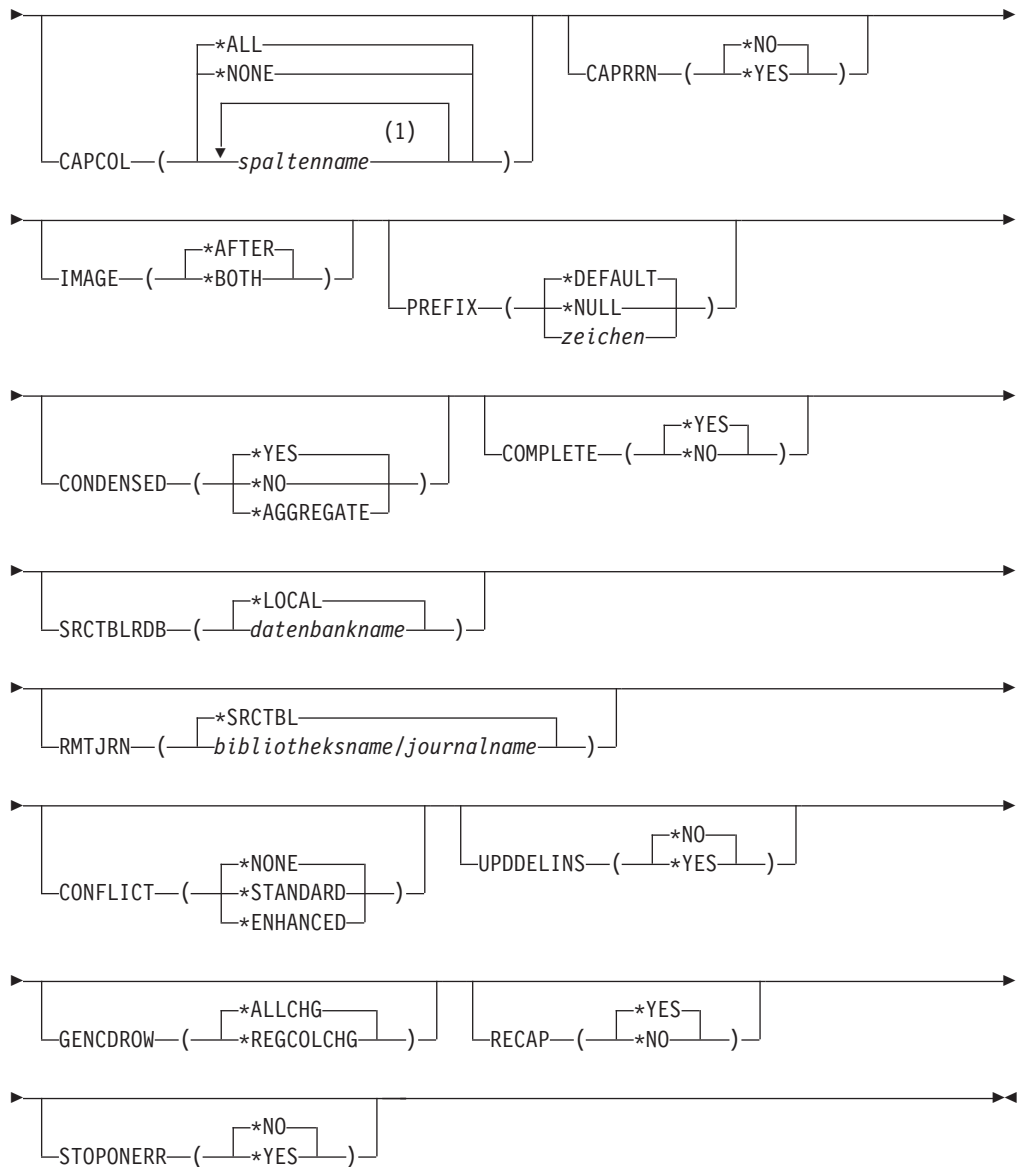 *ALL *NO
*NONE CAPRRN ( *YES )
(1)
CAPCOL ( spaltenname )
*AFTER *DEFAULT
IMAGE ( *BOTH ) PREFIX ( *NULL )
zeichen
*YES *YES
CONDENSED ( *NO ) COMPLETE ( *NO )
*AGGREGATE
*LOCAL
SRCTBLRDB ( datenbankname )
*SRCTBL
RMTJRN ( bibliotheksname/journalname )
*NONE *NO
CONFLICT ( *STANDARD ) UPDDELINS ( *YES )
*ENHANCED
*ALLCHG *YES
GENCDROW ( *REGCOLCHG ) RECAP ( *NO )
*NO
STOPONERR ( *YES )